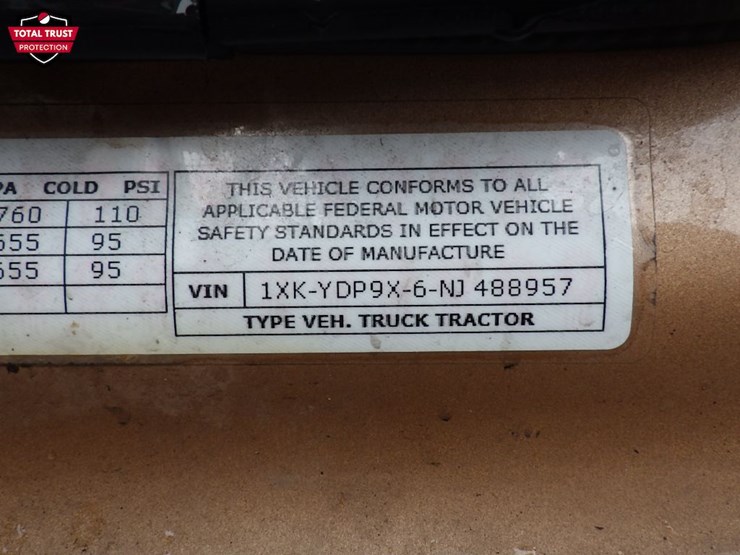 TOTAL TRUST
PROTECTION
PA COLD PSI
760 110
655 95
655 95
THIS VEHICLE CONFORMS TO ALL
APPLICABLE FEDERAL MOTOR VEHICLE
SAFETY STANDARDS IN EFFECT ON THE
DATE OF MANUFACTURE
VIN 1XK-YDP9X-6-NJ 488957
TYPE VEH. TRUCK TRACTOR